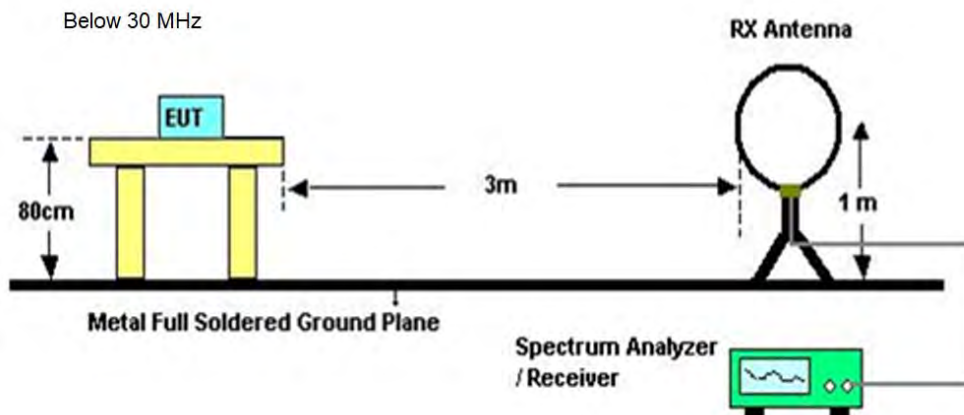 Below 30 MHz
RX Antenna
EUT
3m
80cm
1 m
Metal Full Soldered Ground Plane
Spectrum Analyzer
/ Receiver